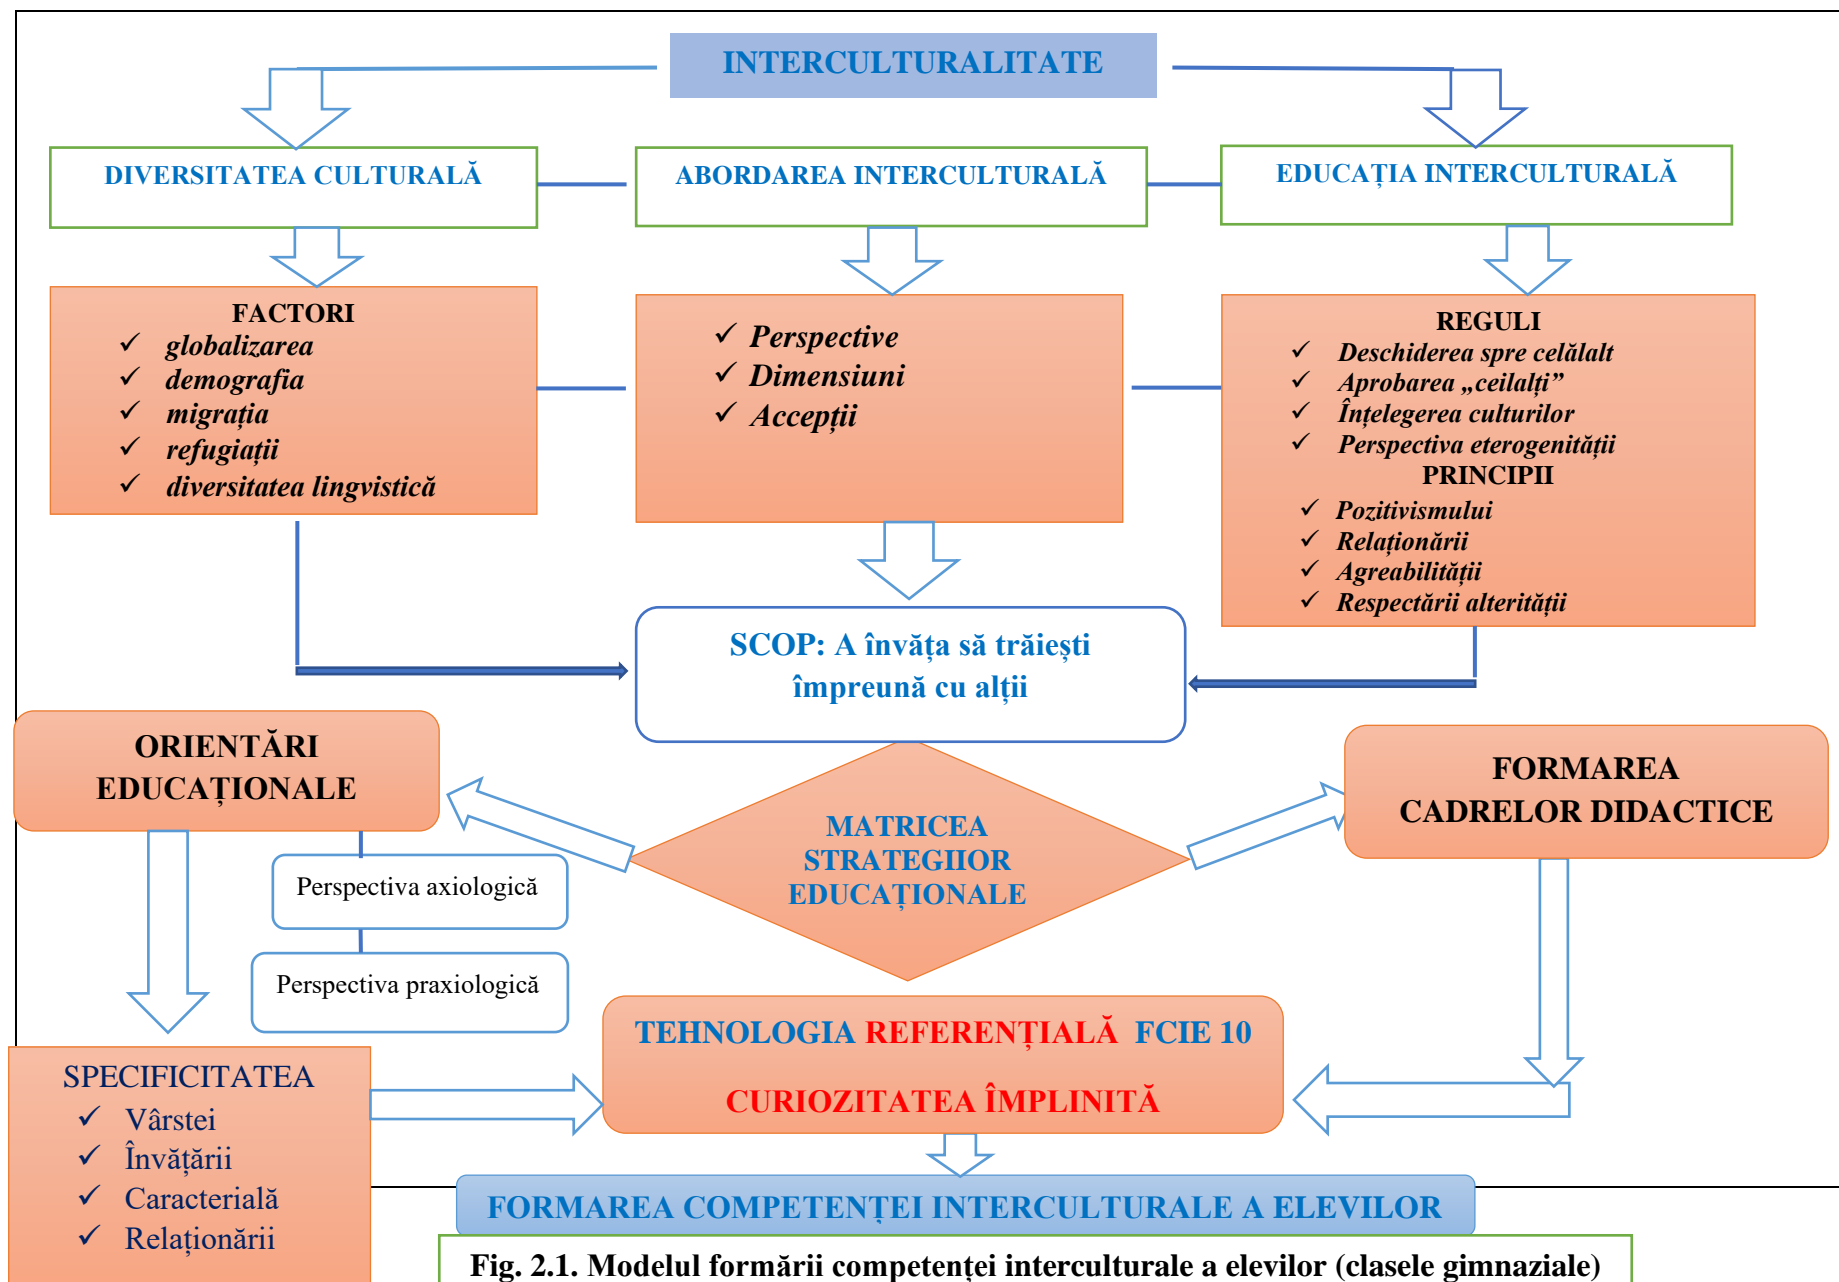 INTERCULTURALITATE
DIVERSITATEA CULTURALĂ
ABORDAREA INTERCULTURALĂ
EDUCAȚIA INTERCULTURALĂ
FACTORI
✓ globalizarea
✓ demografia
✓ migrația
✓ refugiații
✓ diversitatea lingvistică
✓ Perspective
✓ Dimensiuni
✓ Accepții
REGULI
✓ Deschiderea spre celălalt
✓ Aprobarea „ceilalți”
✓ Înțelegerea culturilor
✓ Perspectiva eterogenității
PRINCIPII
✓ Pozitivismului
✓ Relaționării
✓ Agreabilității
✓ Respectării alterității
SCOP: A învăța să trăiești
împreună cu alții
ORIENTĂRI
EDUCAȚIONALE
MATRICEA
STRATEGIIOR
EDUCAȚIONALE
FORMAREA
CADRELOR DIDACTICE
Perspectiva axiologică
Perspectiva praxiologică
SPECIFICITATEA
✓ Vârstei
✓ Învățării
✓ Caracterială
✓ Relaționării
TEHNOLOGIA REFERENȚIALĂ FCIE 10
CURIOZITATEA ÎMPLINITĂ
FORMAREA COMPETENȚEI INTERCULTURALE A ELEVILOR
Fig. 2.1. Modelul formării competenței interculturale a elevilor (clasele gimnaziale)